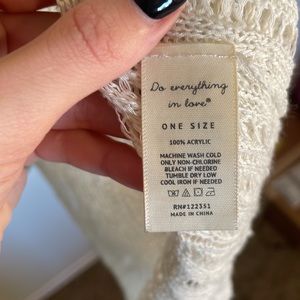 Do everything
in love®
ONE SIZE
100% ACRYLIC
MACHINE WASH COLD
ONLY NON-CHLORINE
BLEACH IF NEEDED
TUMBLE DRY LOW
COOL IRON IF NEEDED
RN#122351
MADE IN CHINA